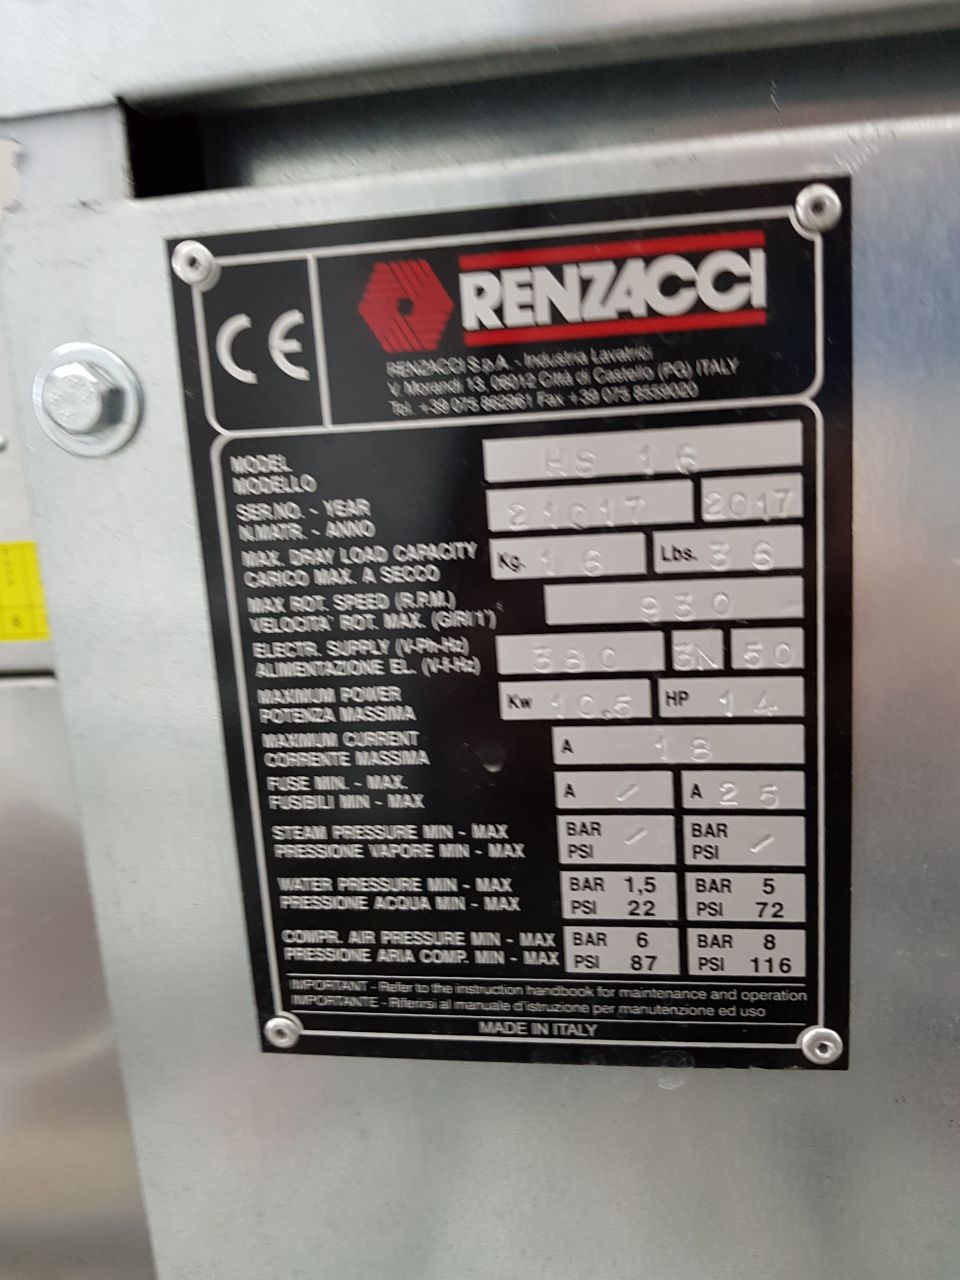 CE
RENZACCI
RENZACCI S.p.A. - Industria Lavatrici
V. Morandi 13, 06012 Città di Castello (PG) ITALY
Tel. +39 075 862961 Fax +39 075 8559020
MODEL
MODELLO
HS 16
SER.NO. - YEAR
N.MATR. - ANNO
21017 2017
MAX. DRAY LOAD CAPACITY
CARICO MAX. A SECCO
Kg. 16 Lbs. 36
MAX ROT. SPEED (R.P.M.)
VELOCITA' ROT. MAX. (GIRI/1')
930
ELECTR. SUPPLY (V-Ph-Hz)
ALIMENTAZIONE EL. (V-fl-Hz)
380 3N 50
MAXIMUM POWER
POTENZA MASSIMA
Kw 10.5 HP 14
MAXIMUM CURRENT
CORRENTE MASSIMA
A 18
FUSE MIN. - MAX.
FUSIBILI MIN - MAX
A / A 25
STEAM PRESSURE MIN - MAX
PRESSIONE VAPORE MIN - MAX
BAR / BAR /
PSI PSI
WATER PRESSURE MIN - MAX
PRESSIONE ACQUA MIN - MAX
BAR 1,5 BAR 5
PSI 22 PSI 72
COMPR. AIR PRESSURE MIN - MAX
PRESSIONE ARIA COMP. MIN - MAX
BAR 6 BAR 8
PSI 87 PSI 116
IMPORTANT - Refer to the instruction handbook for maintenance and operation
IMPORTANTE - Riferirsi al manuale d'istruzione per manutenzione ed uso
MADE IN ITALY